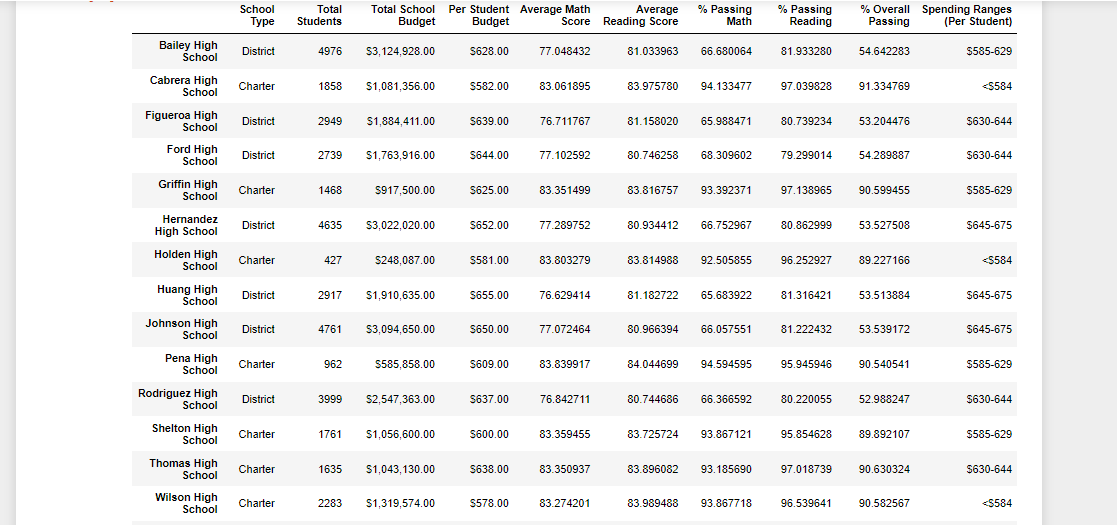 School Type Total Students Total School Budget Per Student Budget Average Math Score Average Reading Score % Passing Math % Passing Reading % Overall Passing Spending Ranges (Per Student)
Bailey High School District 4976 $3,124,928.00 $628.00 77.048432 81.033963 66.680064 81.933280 54.642283 $585-629
Cabrera High School Charter 1858 $1,081,356.00 $582.00 83.061895 83.975780 94.133477 97.039828 91.334769 <$584
Figueroa High School District 2949 $1,884,411.00 $639.00 76.711767 81.158020 65.988471 80.739234 53.204476 $630-644
Ford High School District 2739 $1,763,916.00 $644.00 77.102592 80.746258 68.309602 79.299014 54.289887 $630-644
Griffin High School Charter 1468 $917,500.00 $625.00 83.351499 83.816757 93.392371 97.138965 90.599455 $585-629
Hernandez High School District 4635 $3,022,020.00 $652.00 77.289752 80.934412 66.752967 80.862999 53.527508 $645-675
Holden High School Charter 427 $248,087.00 $581.00 83.803279 83.814988 92.505855 96.252927 89.227166 <$584
Huang High School District 2917 $1,910,635.00 $655.00 76.629414 81.182722 65.683922 81.316421 53.513884 $645-675
Johnson High School District 4761 $3,094,650.00 $650.00 77.072464 80.966394 66.057551 81.222432 53.539172 $645-675
Pena High School Charter 962 $585,858.00 $609.00 83.839917 84.044699 94.594595 95.945946 90.540541 $585-629
Rodriguez High School District 3999 $2,547,363.00 $637.00 76.842711 80.744686 66.366592 80.220055 52.988247 $630-644
Shelton High School Charter 1761 $1,056,600.00 $600.00 83.359455 83.725724 93.867121 95.854628 89.892107 $585-629
Thomas High School Charter 1635 $1,043,130.00 $638.00 83.350937 83.896082 93.185690 97.018739 90.630324 $630-644
Wilson High School Charter 2283 $1,319,574.00 $578.00 83.274201 83.989488 93.867718 96.539641 90.582567 <$584